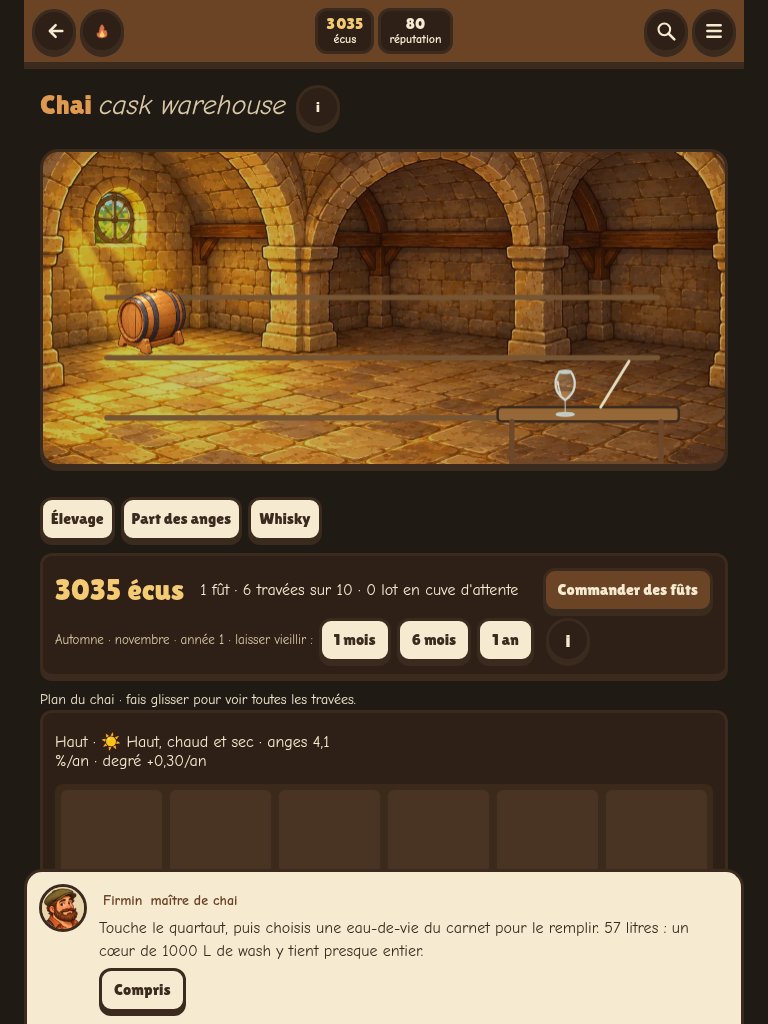 3035
écus
80
réputation
Chai cask warehouse
i
Élevage
Part des anges
Whisky
3035 écus
1 fût · 6 travées sur 10 · 0 lot en cuve d'attente
Commander des fûts
Automne · novembre · année 1 · laisser vieillir :
1 mois
6 mois
1 an
i
Plan du chai · fais glisser pour voir toutes les travées.
Haut · ☀️ Haut, chaud et sec · anges 4,1
%/an · degré +0,30/an
Firmin maître de chai
Touche le quartaut, puis choisis une eau-de-vie du carnet pour le remplir. 57 litres : un
cœur de 1000 L de wash y tient presque entier.
Compris